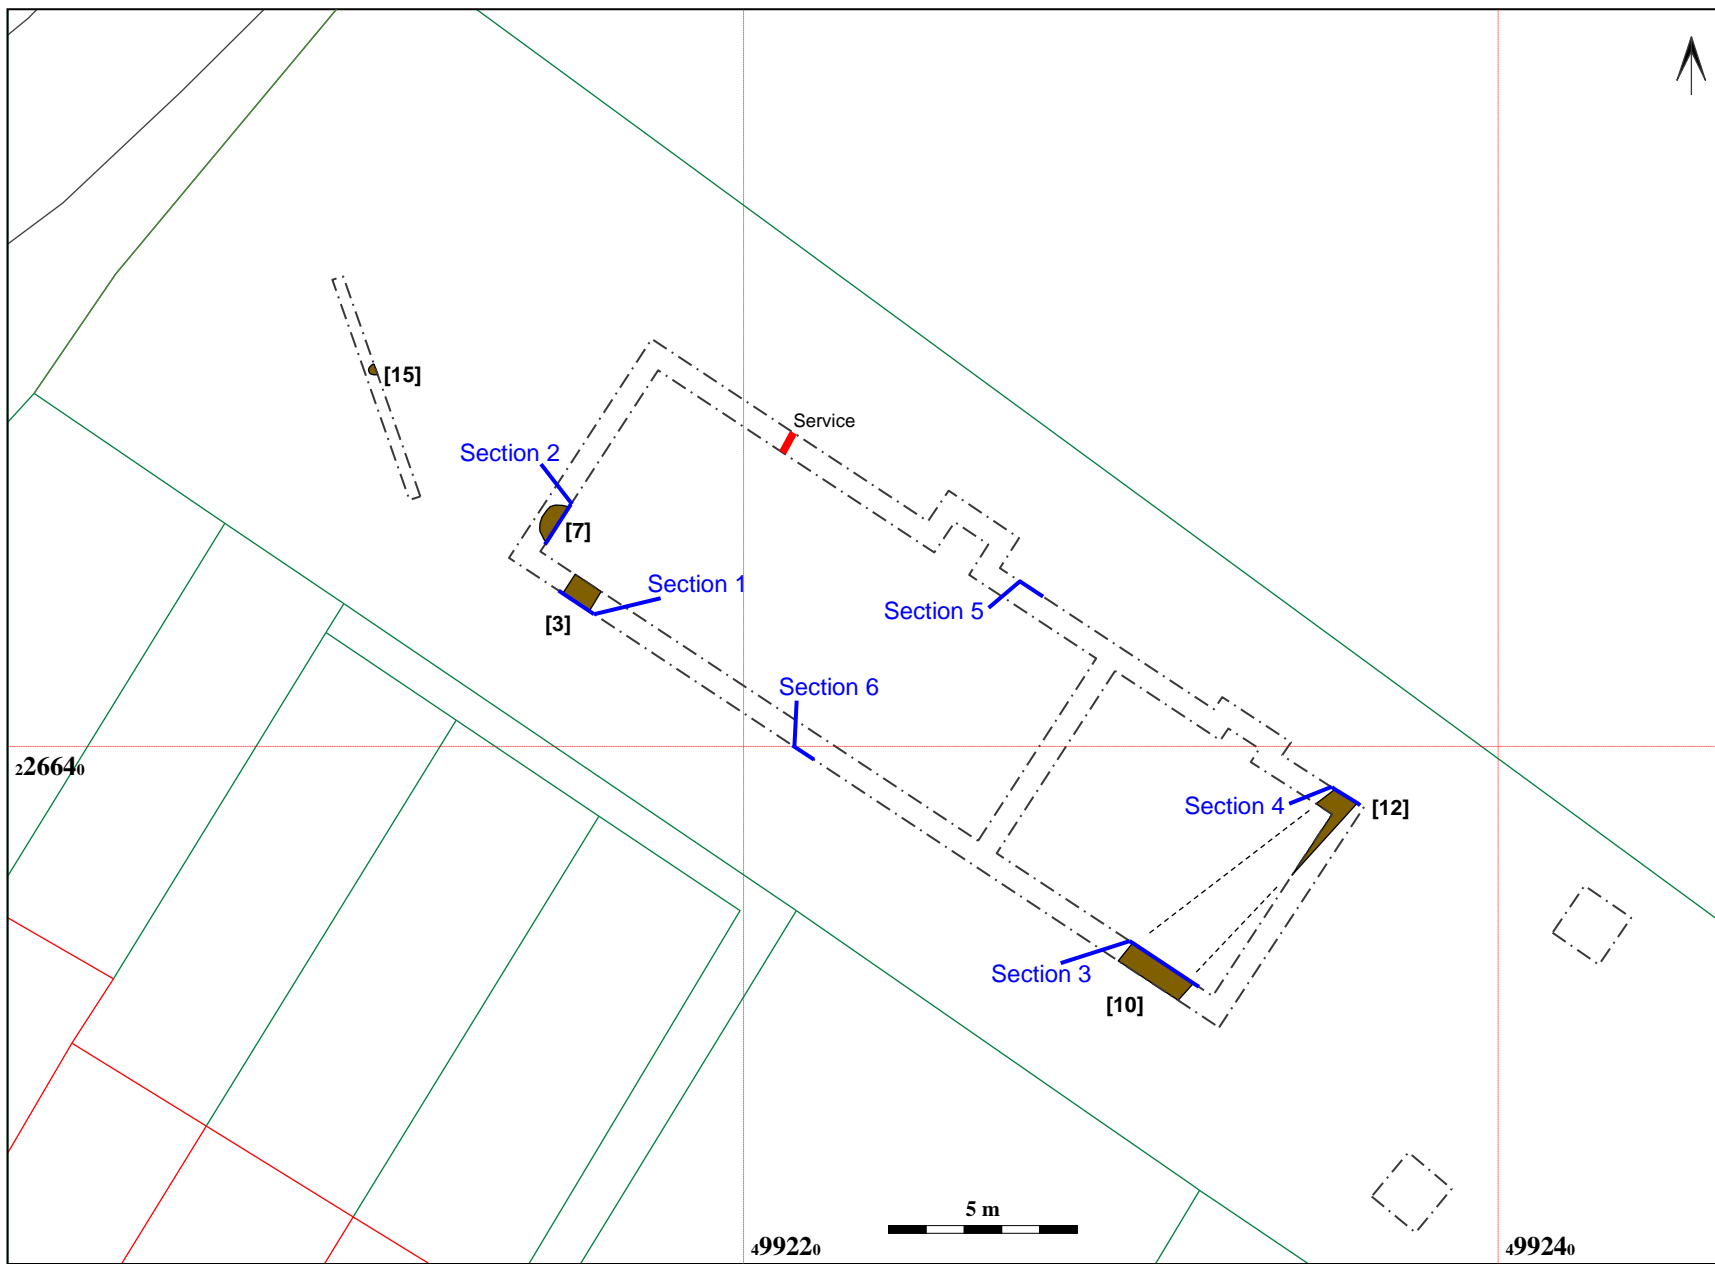 [15]
Service
Section 2
[7]
Section 1
Section 5
[3]
Section 6
226640
Section 4
[12]
Section 3
[10]
5 m
499220
499240